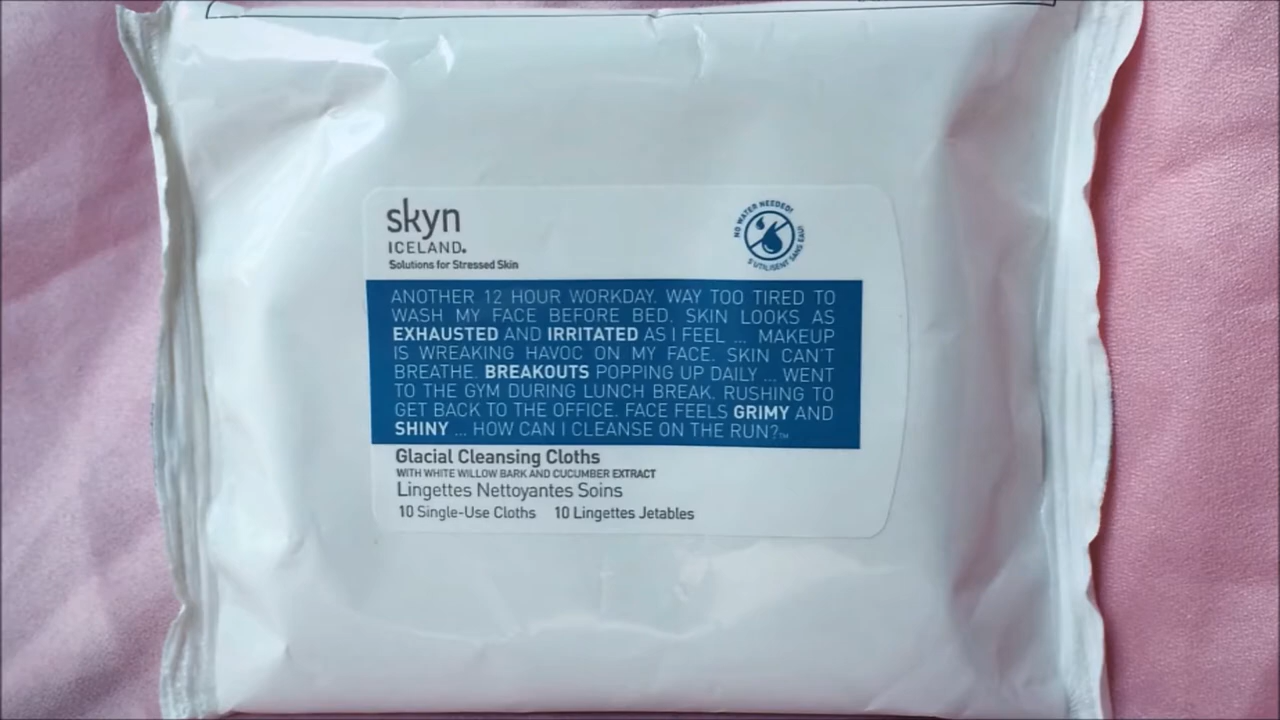 skyn
ICELAND.
Solutions for Stressed Skin
NO WATER NEEDED!
S'UTILISENT SANS EAU!
ANOTHER 12 HOUR WORKDAY. WAY TOO TIRED TO
WASH MY FACE BEFORE BED. SKIN LOOKS AS
EXHAUSTED AND IRRITATED AS I FEEL ... MAKEUP
IS WREAKING HAVOC ON MY FACE. SKIN CAN'T
BREATHE. BREAKOUTS POPPING UP DAILY ... WENT
TO THE GYM DURING LUNCH BREAK. RUSHING TO
GET BACK TO THE OFFICE. FACE FEELS GRIMY AND
SHINY ... HOW CAN I CLEANSE ON THE RUN?™
Glacial Cleansing Cloths
WITH WHITE WILLOW BARK AND CUCUMBER EXTRACT
Lingettes Nettoyantes Soins
10 Single-Use Cloths 10 Lingettes Jetables